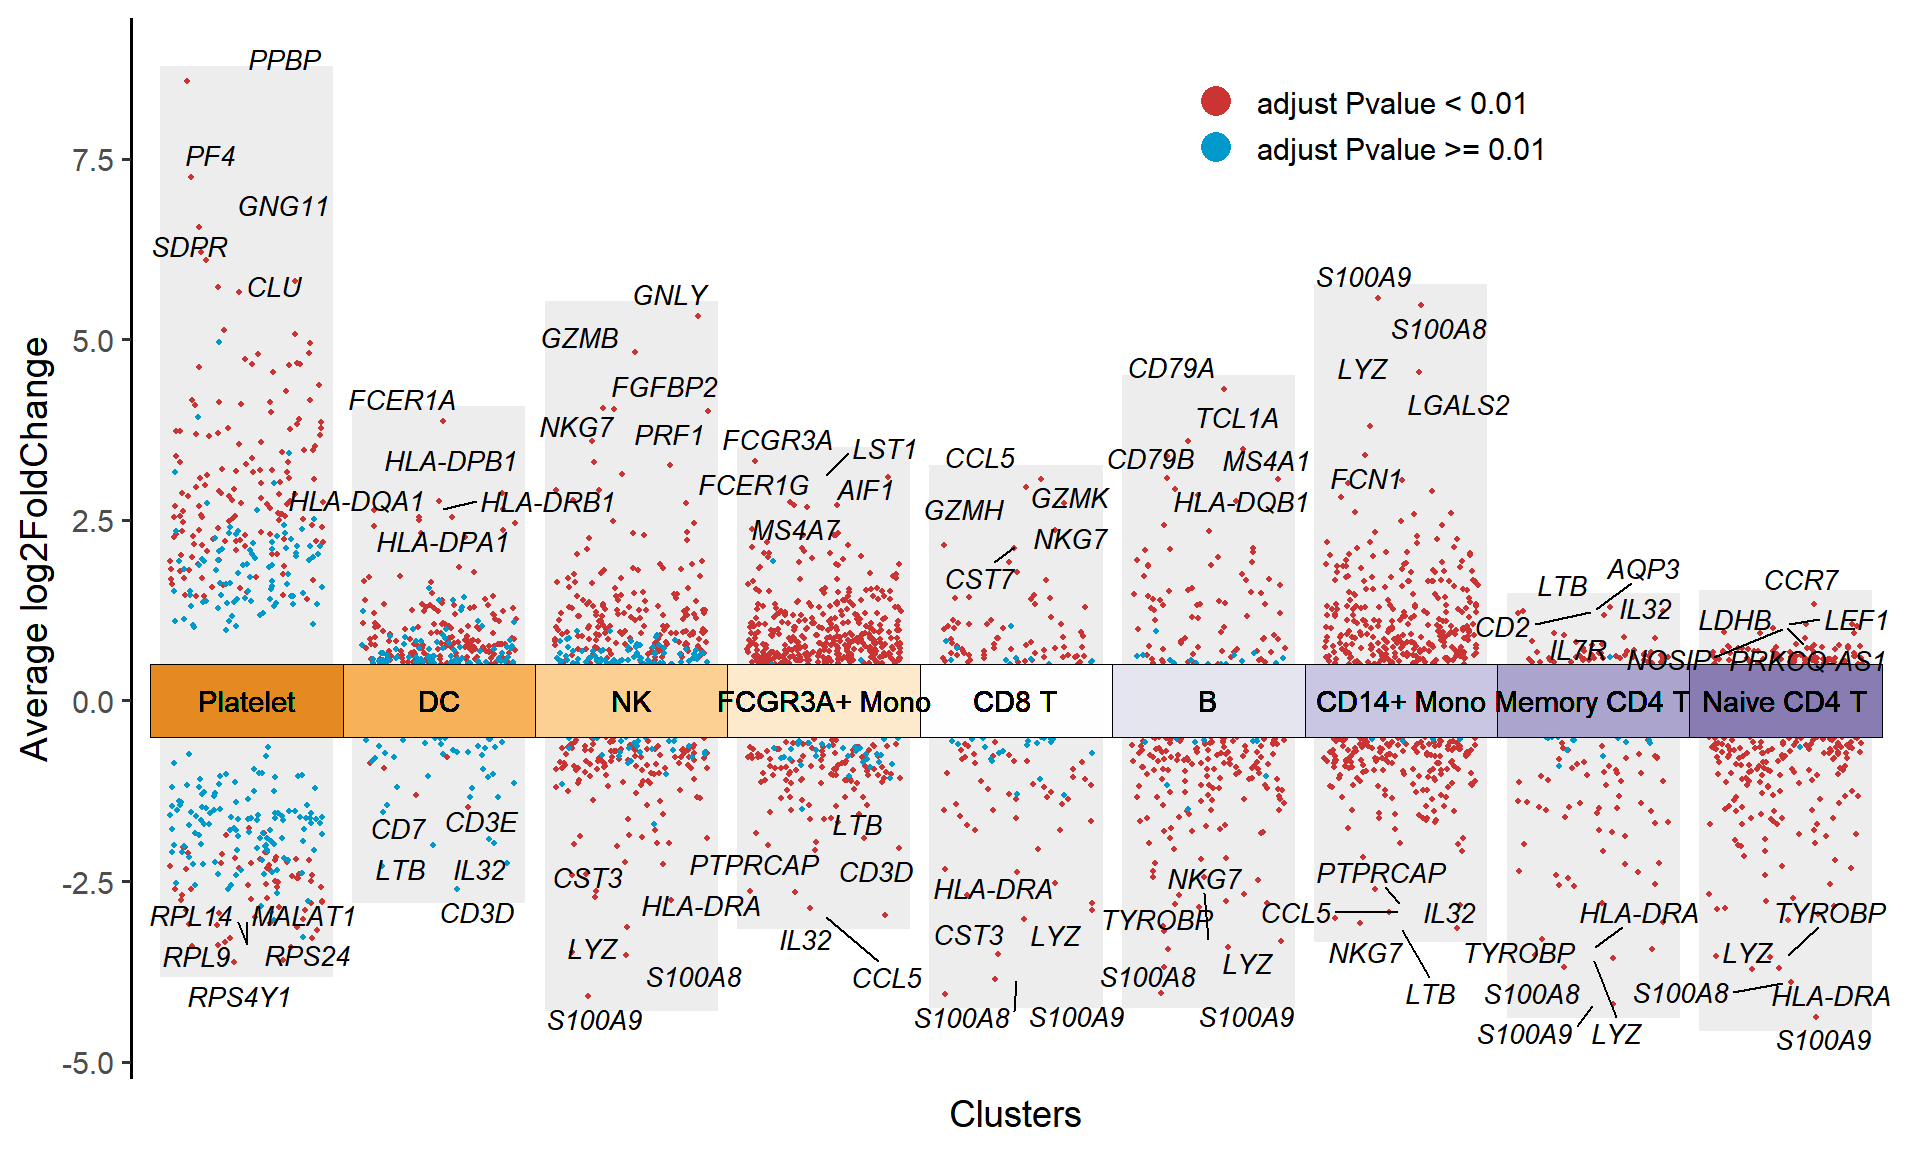 PPBP
adjust Pvalue < 0.01
adjust Pvalue >= 0.01
7.5
PF4
GNG11
SDPR
CLU
S100A9
GNLY
5.0
GZMB
S100A8
CD79A
LYZ
FGFBP2
FCER1A
LGALS2
TCL1A
NKG7
PRF1
FCGR3A
LST1
CCL5
HLA-DPB1
CD79B
MS4A1
FCN1
FCER1G
AIF1
GZMK
HLA-DQA1
HLA-DRB1
HLA-DQB1
GZMH
2.5
MS4A7
NKG7
HLA-DPA1
CST7
AQP3
LTB
CCR7
IL32
CD2
LDHB
LEF1
IL7R
NOSIP
PRKCQ-AS1
Average log2FoldChange
0.0
Platelet
DC
NK
FCGR3A+ Mono
CD8 T
B
CD14+ Mono
Memory CD4 T
Naive CD4 T
CD7
CD3E
LTB
LTB
IL32
CST3
PTPRCAP
CD3D
NKG7
PTPRCAP
-2.5
HLA-DRA
HLA-DRA
CD3D
RPL14
MALAT1
TYROBP
CCL5
IL32
HLA-DRA
TYROBP
CST3
LYZ
IL32
RPL9
RPS24
LYZ
LYZ
NKG7
TYROBP
LYZ
S100A8
CCL5
S100A8
RPS4Y1
LTB
S100A8
S100A8
HLA-DRA
S100A9
S100A8
S100A9
S100A9
S100A9
LYZ
S100A9
-5.0
Clusters